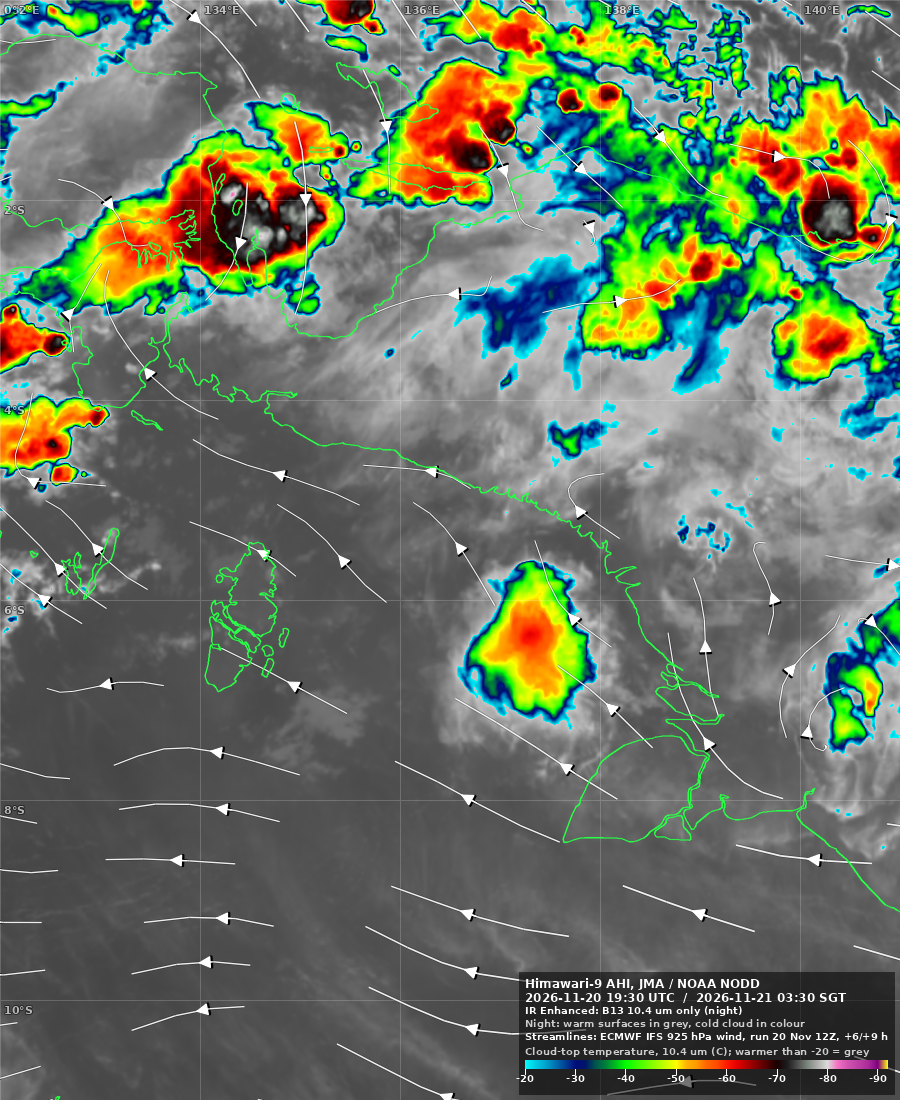 132°E
134°E
136°E
138°E
140°E
2°S
4°S
6°S
8°S
10°S
Himawari-9 AHI, JMA / NOAA NODD
2026-11-20 19:30 UTC / 2026-11-21 03:30 SGT
IR Enhanced: B13 10.4 um only (night)
Night: warm surfaces in grey, cold cloud in colour
Streamlines: ECMWF IFS 925 hPa wind, run 20 Nov 12Z, +6/+9 h
Cloud-top temperature, 10.4 um (C); warmer than -20 = grey
-20 -30 -40 -50 -60 -70 -80 -90